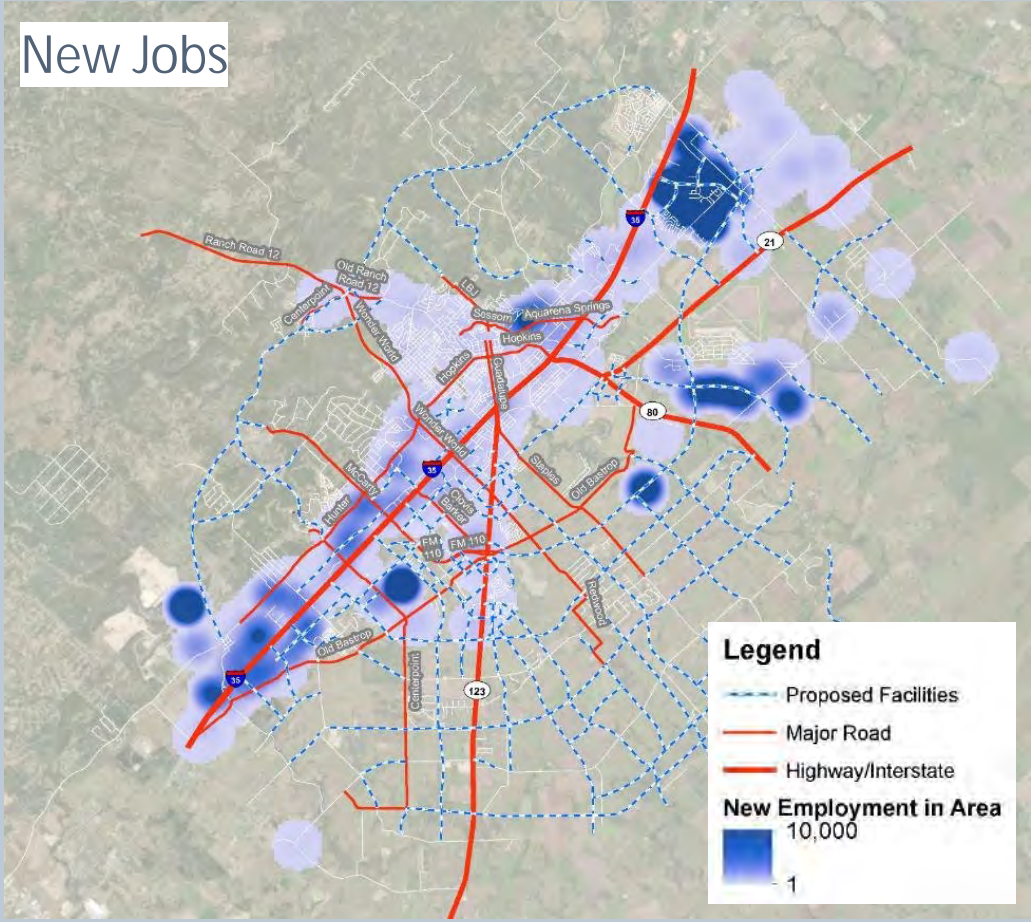 New Jobs
35
21
Ranch Road 12
Old Ranch
Road 12
Centerpoint
LBJ
Sessom
Aquarena Springs
Hopkins
Wonder World
Hopkins
Guadalupe
80
Wonder World
35
Staples
Old Bastrop
McCarty
Hunter
Clovis
Barker
FM
110
FM 110
Redwood
Old Bastrop
35
Centerpoint
123
Legend
Proposed Facilities
Major Road
Highway/Interstate
New Employment in Area
10,000
1